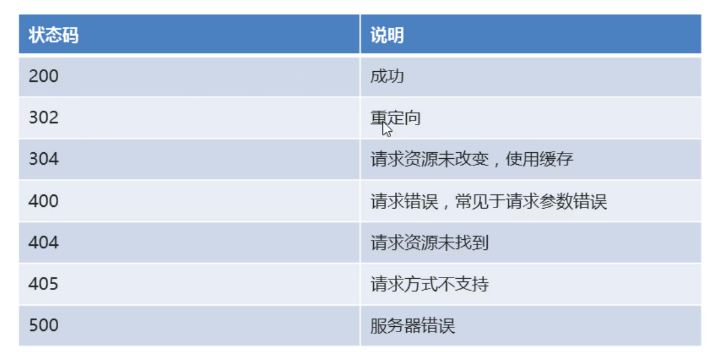 状态码 说明
200 成功
302 重定向
304 请求资源未改变，使用缓存
400 请求错误，常见于请求参数错误
404 请求资源未找到
405 请求方式不支持
500 服务器错误